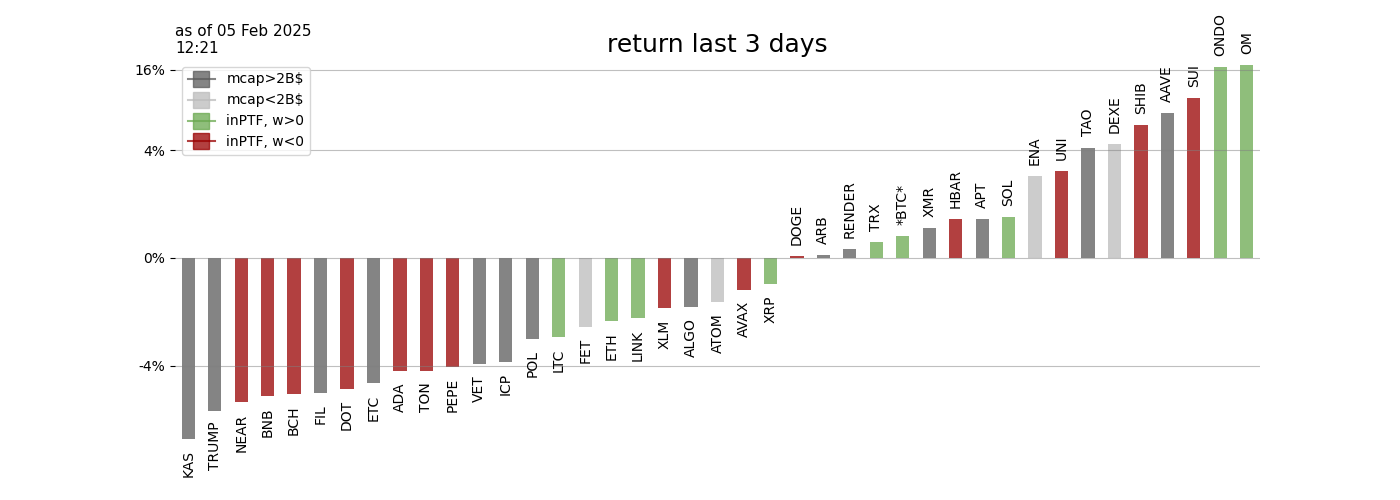 as of 05 Feb 2025
12:21
return last 3 days
mcap>2B$
mcap<2B$
inPTF, w>0
inPTF, w<0
16%
4%
0%
-4%
KAS
TRUMP
NEAR
BNB
BCH
FIL
DOT
ETC
ADA
TON
PEPE
VET
ICP
POL
LTC
FET
ETH
LINK
XLM
ALGO
ATOM
AVAX
XRP
DOGE
ARB
RENDER
TRX
*BTC*
XMR
HBAR
APT
SOL
ENA
UNI
TAO
DEXE
SHIB
AAVE
SUI
ONDO
OM